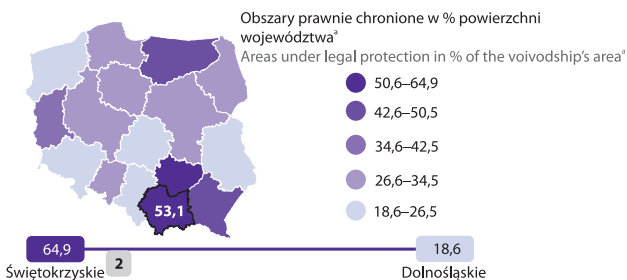 Obszary prawnie chronione w % powierzchni
województwaᵃ
Areas under legal protection in % of the voivodship's areaᵃ
50,6–64,9
42,6–50,5
34,6–42,5
26,6–34,5
18,6–26,5
53,1
64,9
18,6
Świętokrzyskie
2
Dolnośląskie